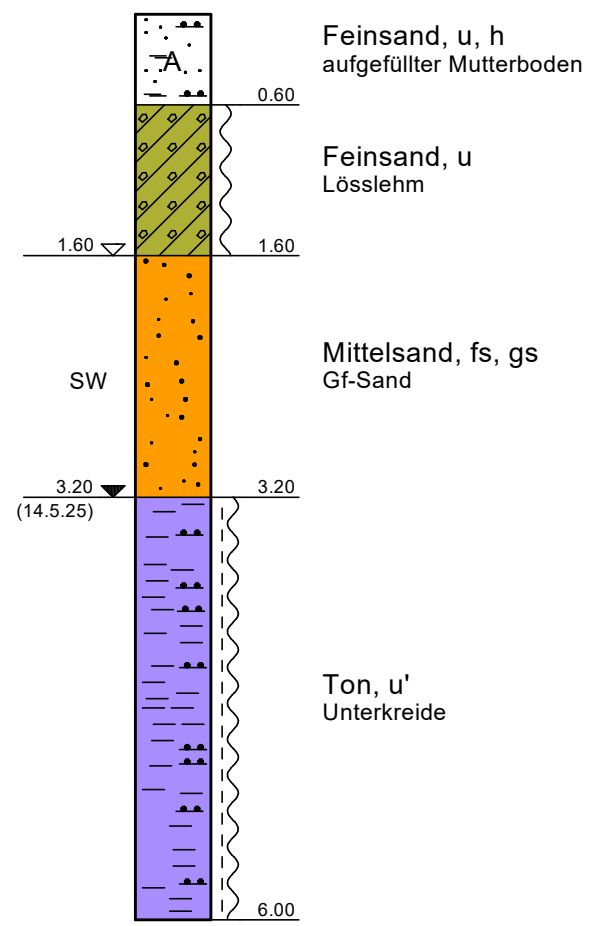 Feinsand, u, h
aufgefüllter Mutterboden
A
0.60
Feinsand, u
Lösslehm
1.60
1.60
Mittelsand, fs, gs
Gf-Sand
SW
3.20
3.20
(14.5.25)
Ton, u'
Unterkreide
6.00